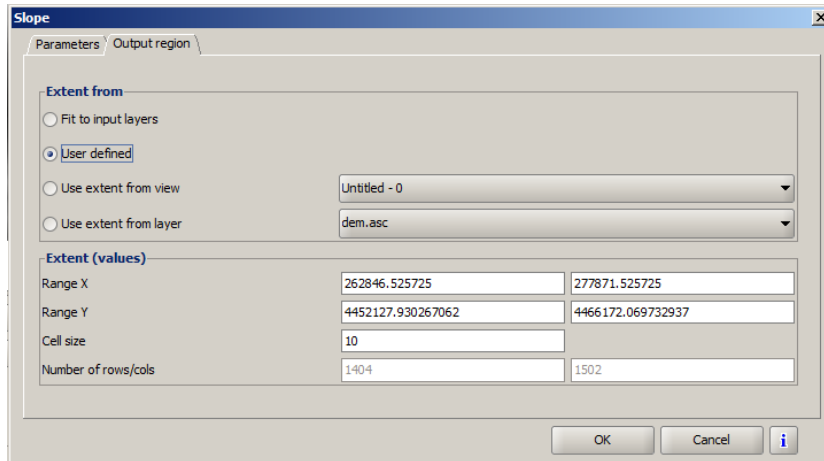 Slope
Parameters Output region
Extent from
Fit to input layers
User defined
Use extent from view Untitled - 0
Use extent from layer dem.asc
Extent (values)
Range X 262846.525725 277871.525725
Range Y 4452127.930267062 4466172.069732937
Cell size 10
Number of rows/cols 1404 1502
OK Cancel i